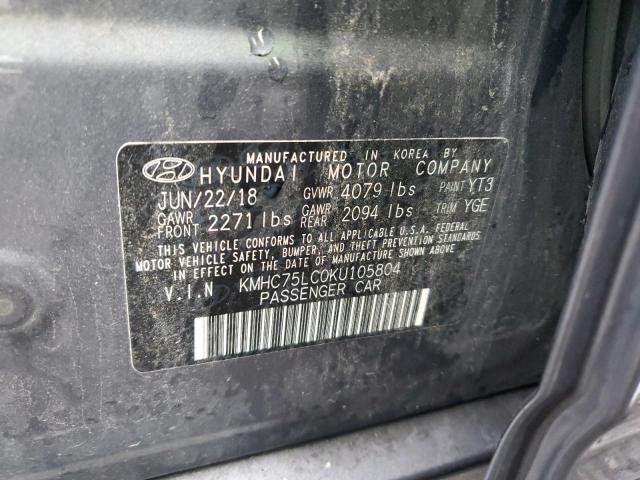 MANUFACTURED IN KOREA BY
HYUNDAI MOTOR COMPANY
JUN/22/18 GVWR 4079 lbs PAINT YT3
GAWR FRONT 2271 lbs GAWR REAR 2094 lbs TRIM YGE
THIS VEHICLE CONFORMS TO ALL APPLICABLE U.S.A. FEDERAL
MOTOR VEHICLE SAFETY, BUMPER, AND THEFT PREVENTION STANDARDS
IN EFFECT ON THE DATE OF MANUFACTURE SHOWN ABOVE
V.I.N KMHC75LC0KU105804
PASSENGER CAR